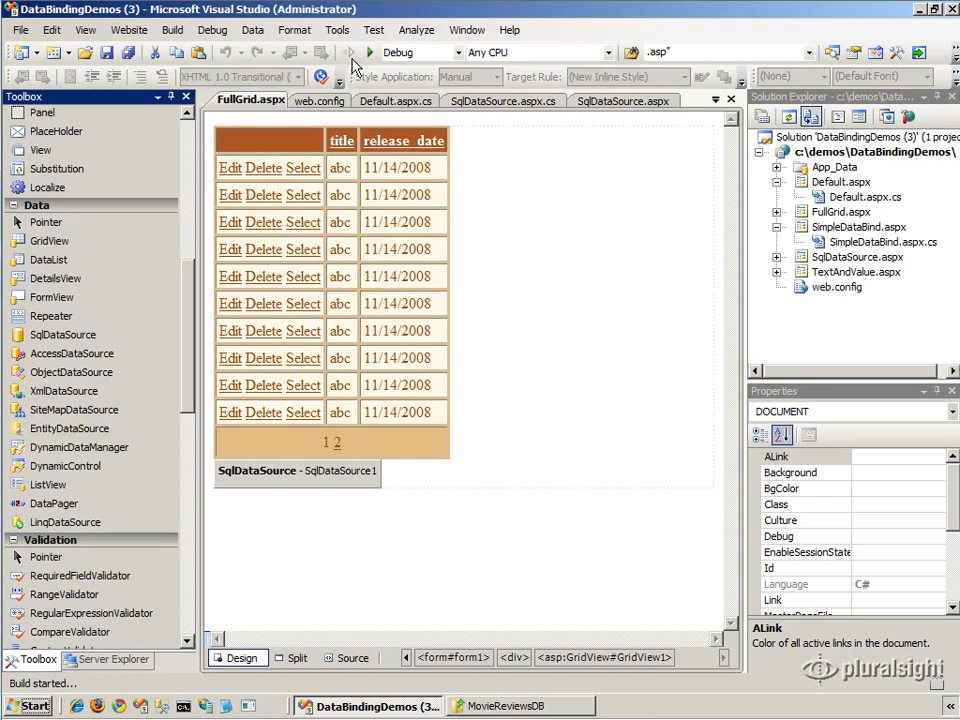 DataBindingDemos (3) - Microsoft Visual Studio (Administrator)
File Edit View Website Build Debug Data Format Tools Test Analyze Window Help
Debug Any CPU .asp"
XHTML 1.0 Transitional ( Style Application: Manual Target Rule: (New Inline Style) (None) (Default Font)
Toolbox
Panel
PlaceHolder
View
Substitution
Localize
Data
Pointer
GridView
DataList
DetailsView
FormView
Repeater
SqlDataSource
AccessDataSource
ObjectDataSource
XmlDataSource
SiteMapDataSource
EntityDataSource
DynamicDataManager
DynamicControl
ListView
DataPager
LinqDataSource
Validation
Pointer
RequiredFieldValidator
RangeValidator
RegularExpressionValidator
CompareValidator
Toolbox Server Explorer
FullGrid.aspx web.config Default.aspx.cs SqlDataSource.aspx.cs SqlDataSource.aspx
title release_date
Edit Delete Select abc 11/14/2008
Edit Delete Select abc 11/14/2008
Edit Delete Select abc 11/14/2008
Edit Delete Select abc 11/14/2008
Edit Delete Select abc 11/14/2008
Edit Delete Select abc 11/14/2008
Edit Delete Select abc 11/14/2008
Edit Delete Select abc 11/14/2008
Edit Delete Select abc 11/14/2008
Edit Delete Select abc 11/14/2008
1 2
SqlDataSource - SqlDataSource1
Design Split Source <form#form1> <div> <asp:GridView#GridView1>
Solution Explorer - C:\demos\Data...
Solution 'DataBindingDemos (3)' (1 projec
c:\demos\DataBindingDemos\
App_Data
Default.aspx
Default.aspx.cs
FullGrid.aspx
SimpleDataBind.aspx
SimpleDataBind.aspx.cs
SqlDataSource.aspx
TextAndValue.aspx
web.config
Properties
DOCUMENT
ALink
Background
BgColor
Class
Culture
Debug
EnableSessionState
Id
Language C#
Link
ALink
Color of all active links in the document.
pluralsight
Build started...
Start DataBindingDemos (3... MovieReviewsDB